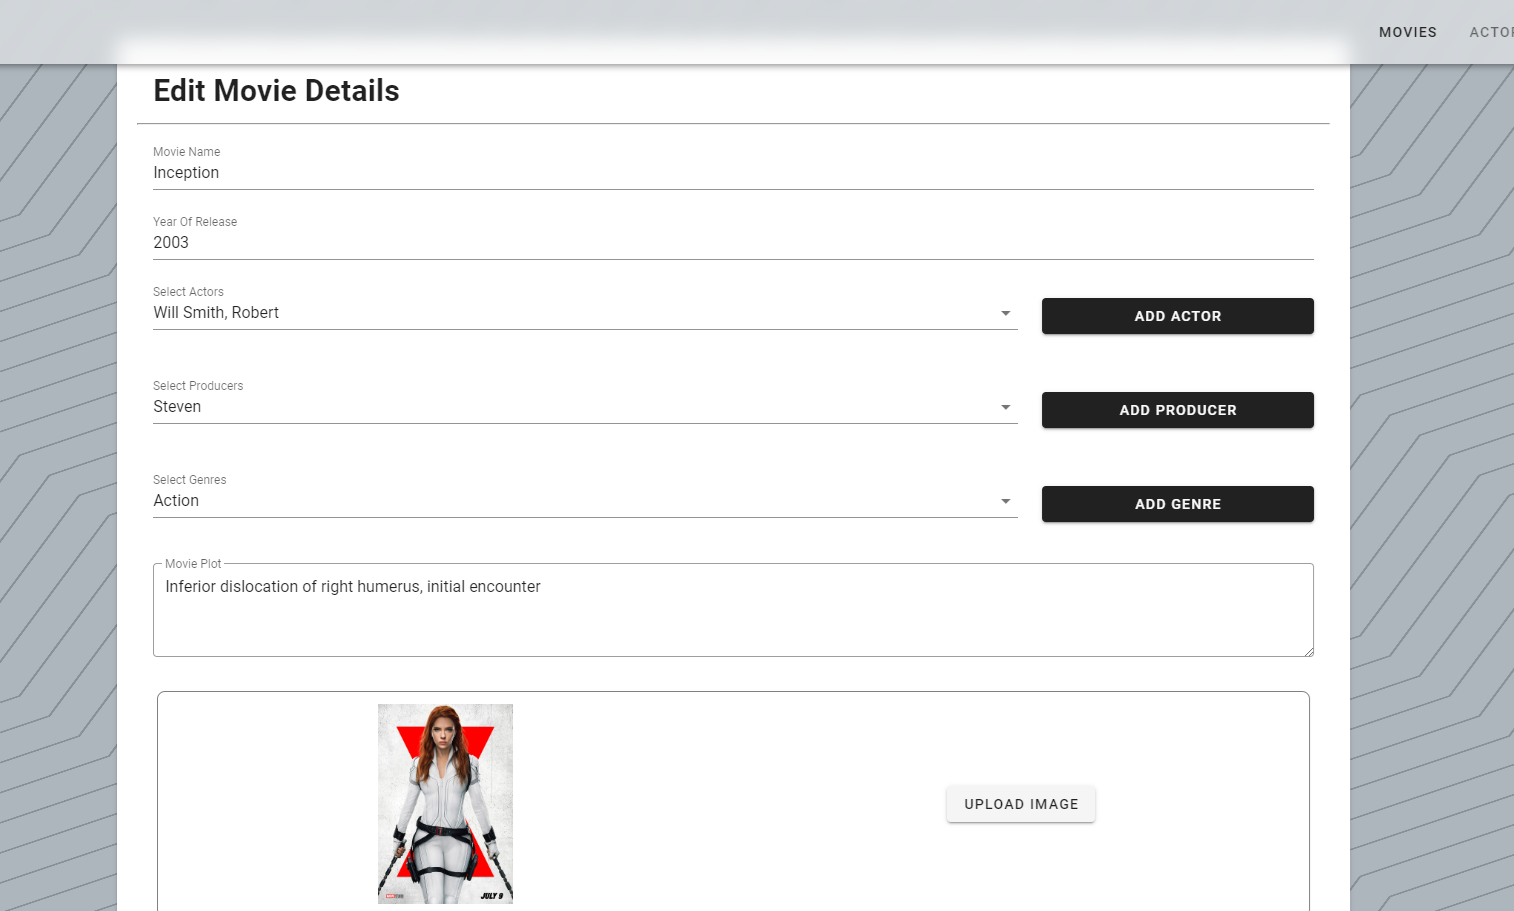 MOVIES ACTO
Edit Movie Details
Movie Name
Inception
Year Of Release
2003
Select Actors
Will Smith, Robert
ADD ACTOR
Select Producers
Steven
ADD PRODUCER
Select Genres
Action
ADD GENRE
Movie Plot
Inferior dislocation of right humerus, initial encounter
UPLOAD IMAGE
JULY 9